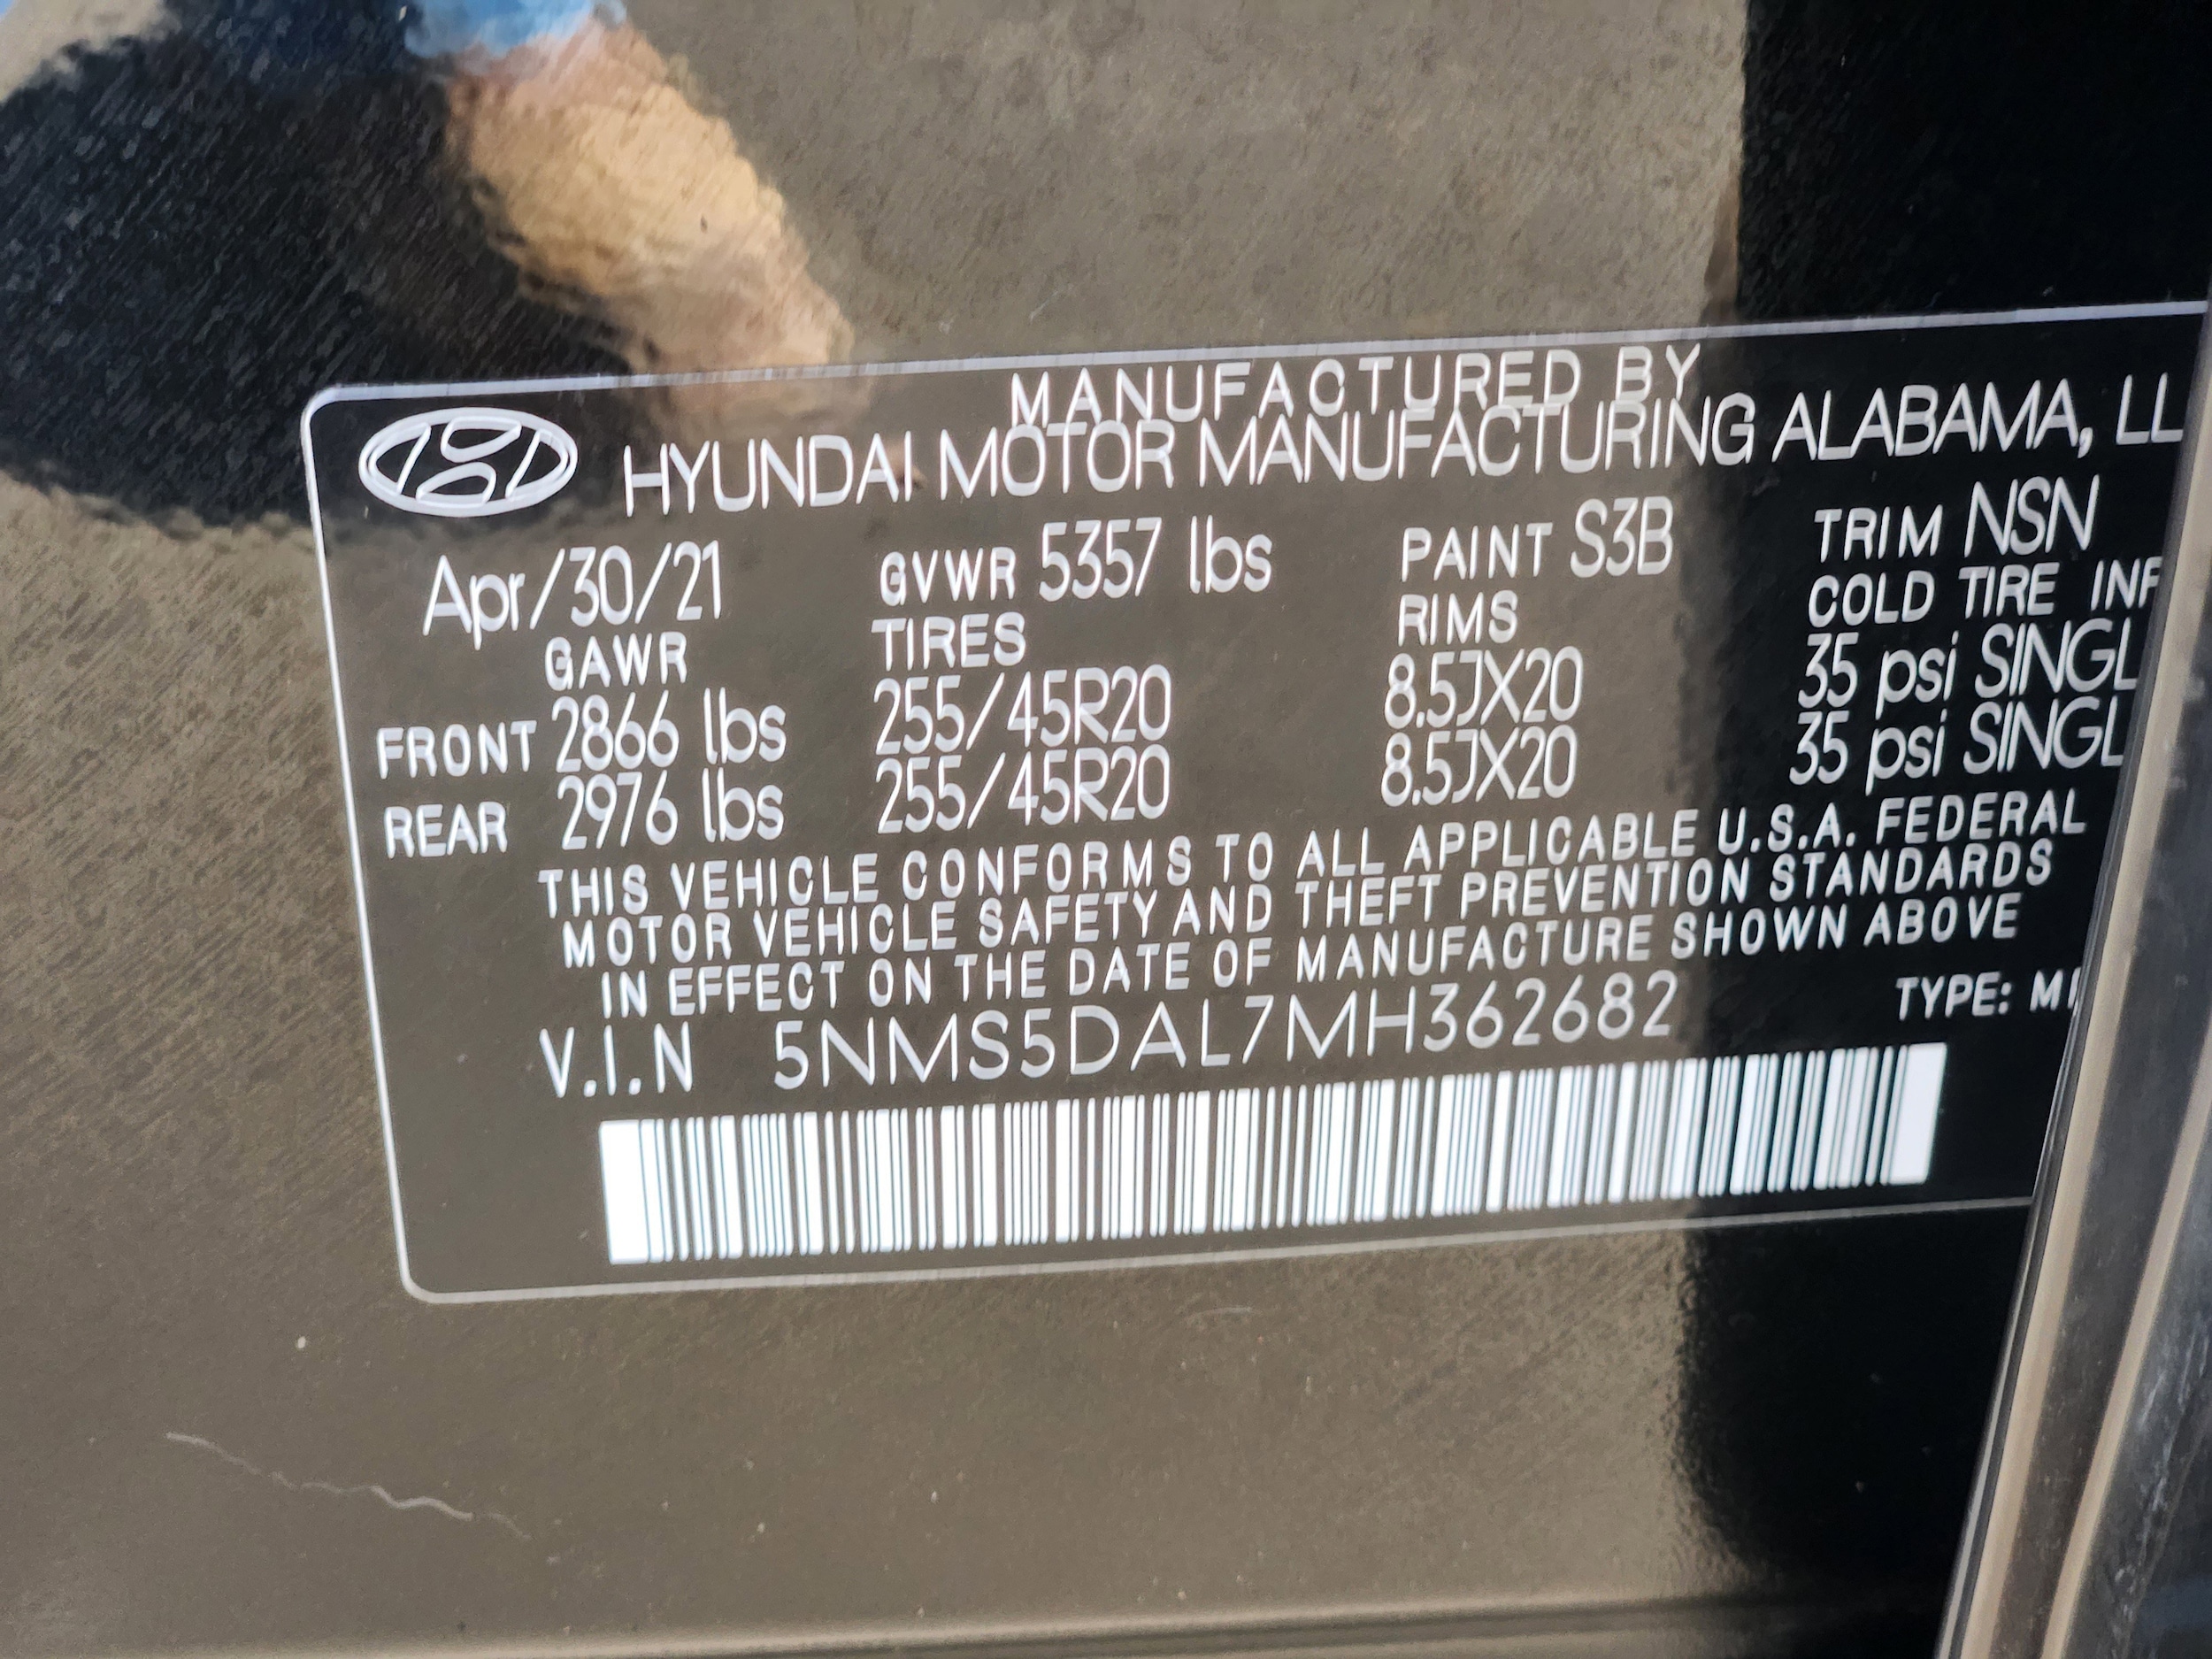 MANUFACTURED BY
HYUNDAI MOTOR MANUFACTURING ALABAMA, LL
Apr/30/21 GVWR 5357 lbs PAINT S3B TRIM NSN
GAWR TIRES RIMS COLD TIRE INF
FRONT 2866 lbs 255/45R20 8.5JX20 35 psi SINGL
REAR 2976 lbs 255/45R20 8.5JX20 35 psi SINGL
THIS VEHICLE CONFORMS TO ALL APPLICABLE U.S.A. FEDERAL
MOTOR VEHICLE SAFETY AND THEFT PREVENTION STANDARDS
IN EFFECT ON THE DATE OF MANUFACTURE SHOWN ABOVE
V.I.N 5NMS5DAL7MH362682 TYPE: M